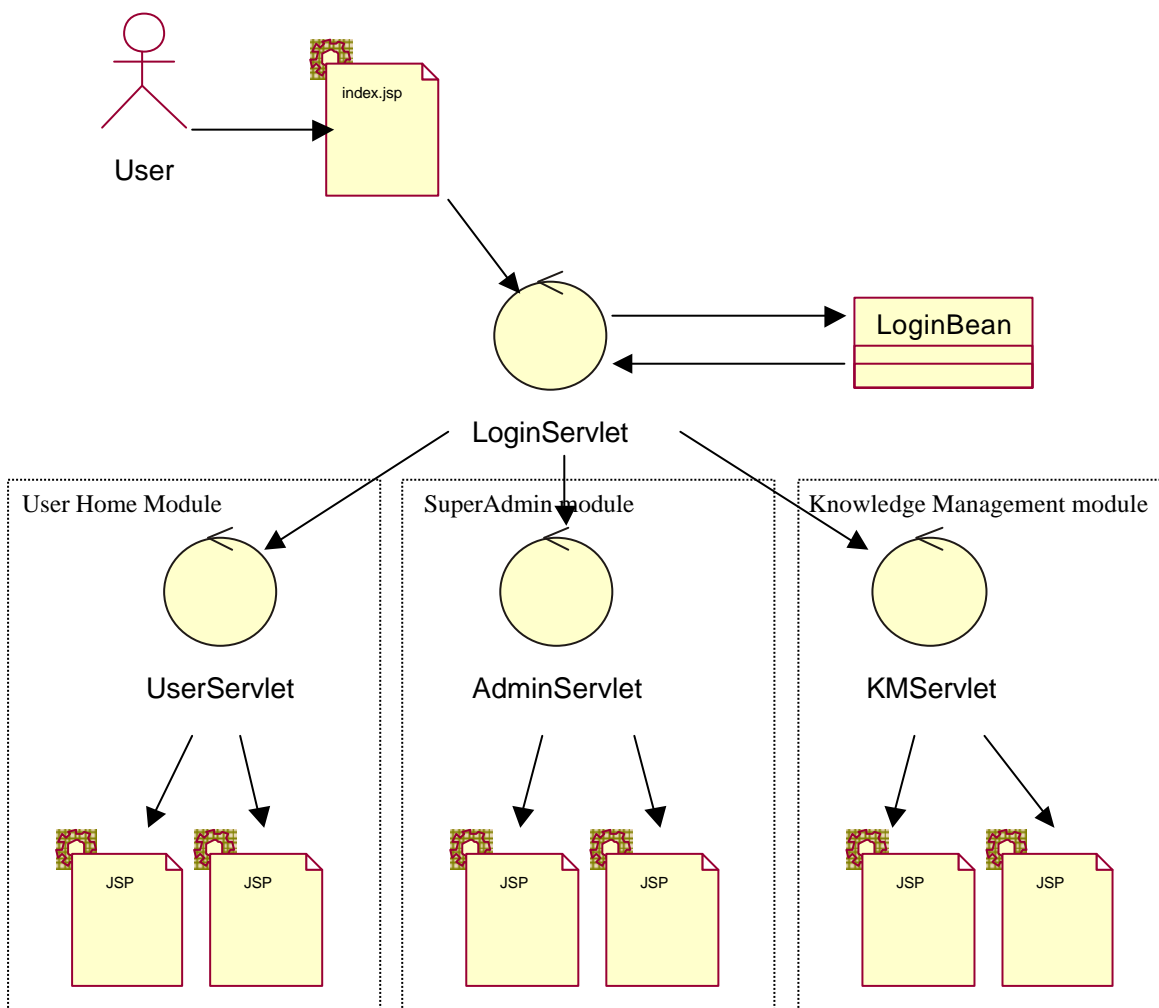 index.jsp
User
LoginBean
LoginServlet
User Home Module
SuperAdmin module
Knowledge Management module
UserServlet
AdminServlet
KMServlet
JSP
JSP
JSP
JSP
JSP
JSP